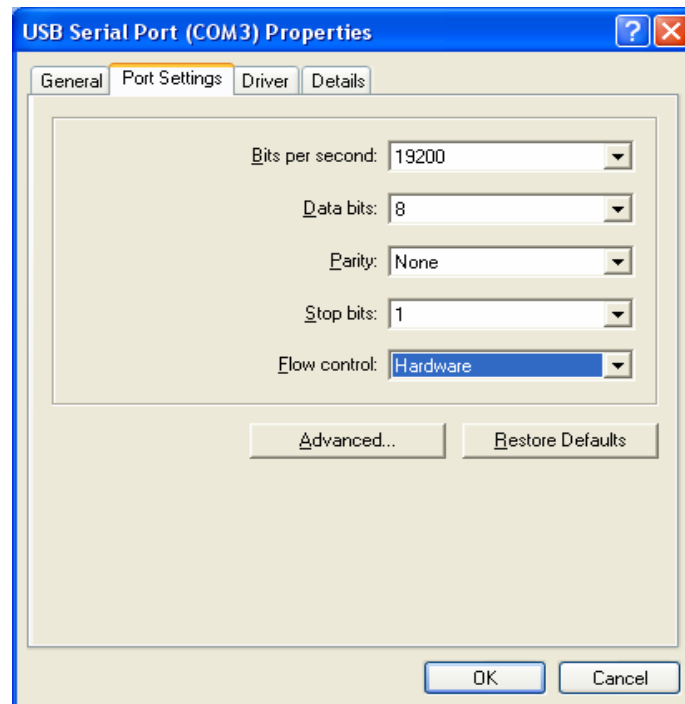 USB Serial Port (COM3) Properties
General Port Settings Driver Details
Bits per second: 19200
Data bits: 8
Parity: None
Stop bits: 1
Flow control: Hardware
Advanced... Restore Defaults
OK Cancel